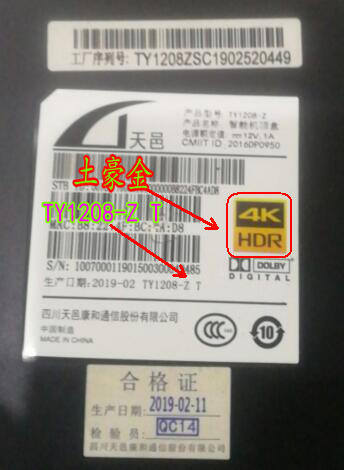 工厂序列号: TY1208ZSC1902520449
天邑
产品型号: TY1208-Z
产品名称: 智能机顶盒
电源额定: 12V,1A
CMIIT ID: 2016DP0950
土豪金
STB
TY1208-Z T
4K
HDR
S/N:
DOLBY
DIGITAL
生产日期:2019-02 TY1208-Z T
四川天邑康和通信股份有限公司
中国制造
MADE IN CHINA
CCC
10
合格证
生产日期: 2019-02-11
检验员: QC14
四川天邑康和通信股份有限公司